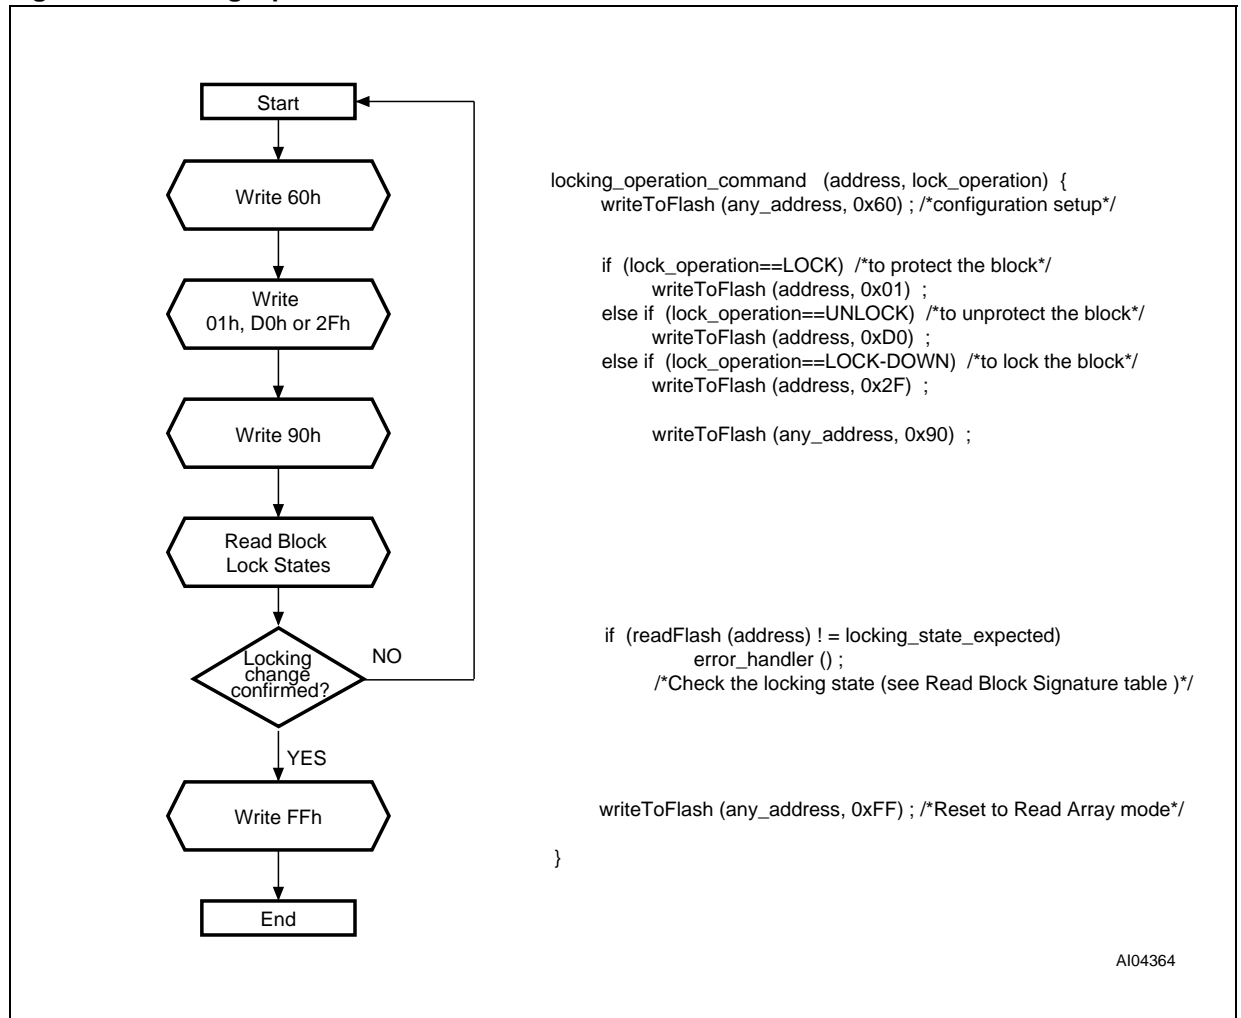 Start
Write 60h
Write
01h, D0h or 2Fh
Write 90h
Read Block
Lock States
Locking
change
confirmed?
NO
YES
Write FFh
End
locking_operation_command (address, lock_operation) {
writeToFlash (any_address, 0x60) ; /*configuration setup*/
if (lock_operation==LOCK) /*to protect the block*/
writeToFlash (address, 0x01) ;
else if (lock_operation==UNLOCK) /*to unprotect the block*/
writeToFlash (address, 0xD0) ;
else if (lock_operation==LOCK-DOWN) /*to lock the block*/
writeToFlash (address, 0x2F) ;
writeToFlash (any_address, 0x90) ;
if (readFlash (address) ! = locking_state_expected)
error_handler () ;
/*Check the locking state (see Read Block Signature table )*/
writeToFlash (any_address, 0xFF) ; /*Reset to Read Array mode*/
}
AI04364